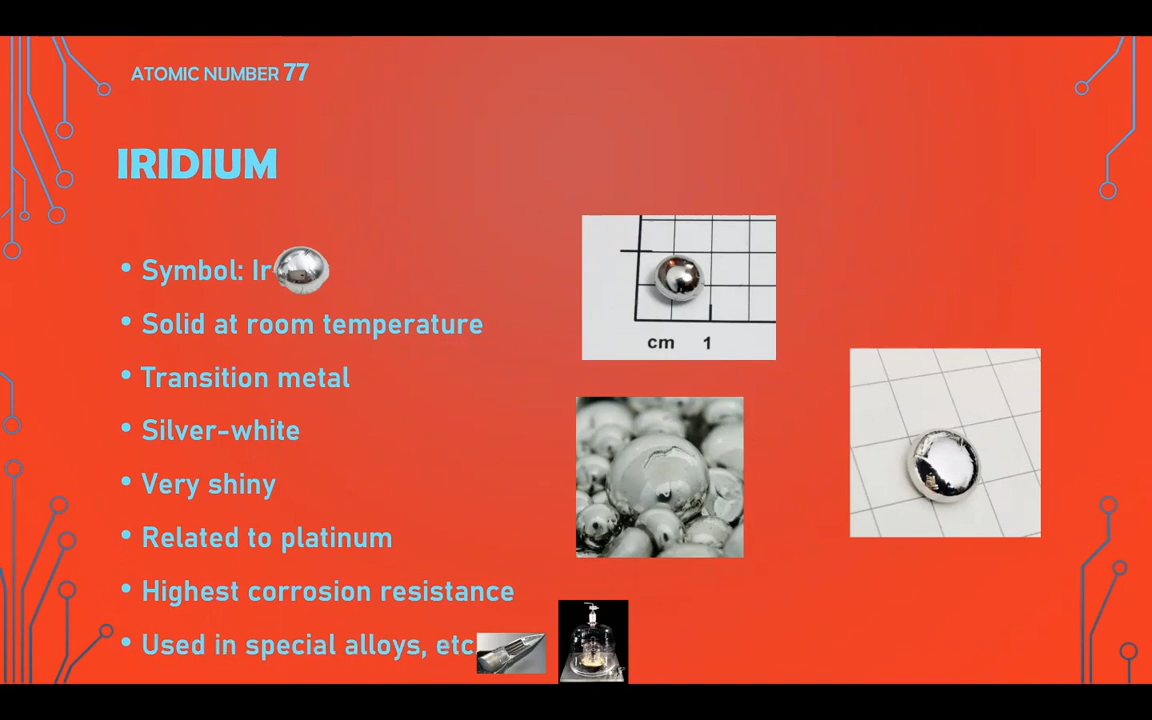 ATOMIC NUMBER 77
IRIDIUM
• Symbol: Ir
• Solid at room temperature
• Transition metal
• Silver-white
• Very shiny
• Related to platinum
• Highest corrosion resistance
• Used in special alloys, etc
cm 1